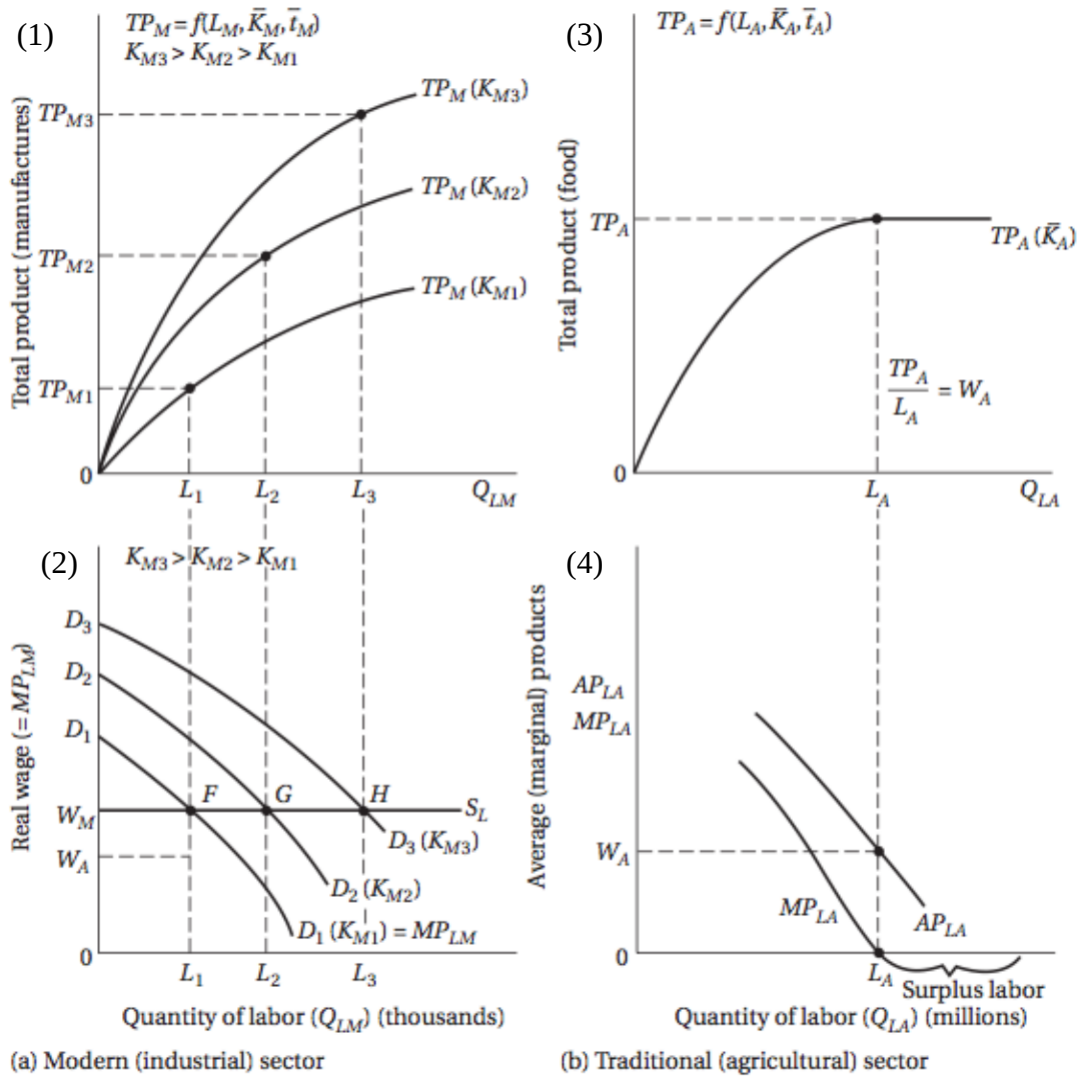 (1)
TP_M = f(L_M, K̄_M, t̄_M)
K_M3 > K_M2 > K_M1
Total product (manufactures)
TP_M3
TP_M2
TP_M1
0
TP_M (K_M3)
TP_M (K_M2)
TP_M (K_M1)
L_1 L_2 L_3 Q_LM
(3)
TP_A = f(L_A, K̄_A, t̄_A)
Total product (food)
TP_A
TP_A (K̄_A)
TP_A / L_A = W_A
0
L_A Q_LA
(2)
K_M3 > K_M2 > K_M1
Real wage (= MP_LM)
D_3
D_2
D_1
W_M
W_A
0
F G H
S_L
D_3 (K_M3)
D_2 (K_M2)
D_1 (K_M1) = MP_LM
L_1 L_2 L_3
Quantity of labor (Q_LM) (thousands)
(a) Modern (industrial) sector
(4)
Average (marginal) products
AP_LA
MP_LA
W_A
0
MP_LA
AP_LA
L_A
Surplus labor
Quantity of labor (Q_LA) (millions)
(b) Traditional (agricultural) sector